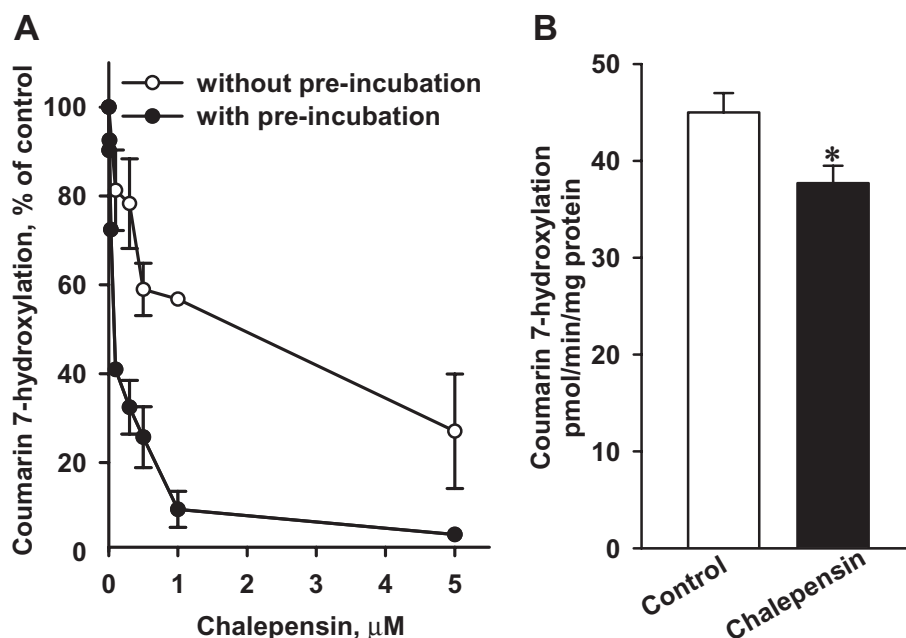 A
Coumarin 7-hydroxylation, % of control
100
80
60
40
20
0
without pre-incubation
with pre-incubation
0
1
2
3
4
5
Chalepensin, μM
B
Coumarin 7-hydroxylation
pmol/min/mg protein
50
40
30
20
10
0
*
Control
Chalepensin